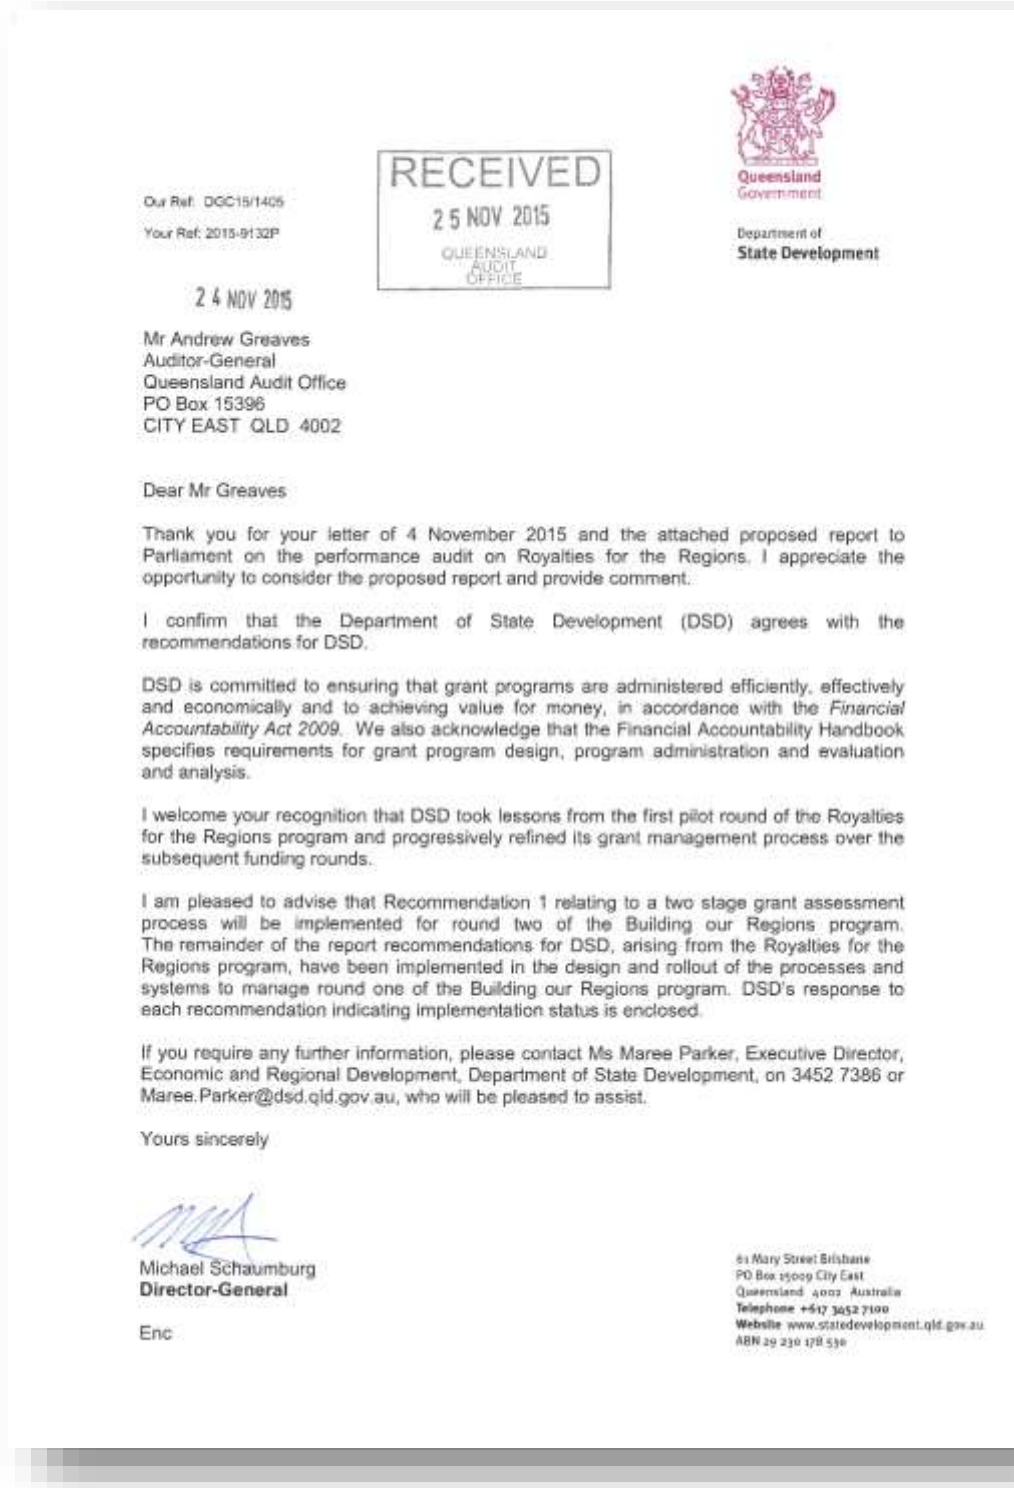 Queensland
Government
Department of
State Development
RECEIVED
25 NOV 2015
QUEENSLAND
AUDIT
OFFICE
Our Ref: DGC15/1405
Your Ref: 2015-9132P
24 NOV 2015
Mr Andrew Greaves
Auditor-General
Queensland Audit Office
PO Box 15396
CITY EAST QLD 4002
Dear Mr Greaves
Thank you for your letter of 4 November 2015 and the attached proposed report to
Parliament on the performance audit on Royalties for the Regions. I appreciate the
opportunity to consider the proposed report and provide comment.
I confirm that the Department of State Development (DSD) agrees with the
recommendations for DSD.
DSD is committed to ensuring that grant programs are administered efficiently, effectively
and economically and to achieving value for money, in accordance with the Financial
Accountability Act 2009. We also acknowledge that the Financial Accountability Handbook
specifies requirements for grant program design, program administration and evaluation
and analysis.
I welcome your recognition that DSD took lessons from the first pilot round of the Royalties
for the Regions program and progressively refined its grant management process over the
subsequent funding rounds.
I am pleased to advise that Recommendation 1 relating to a two stage grant assessment
process will be implemented for round two of the Building our Regions program.
The remainder of the report recommendations for DSD, arising from the Royalties for the
Regions program, have been implemented in the design and rollout of the processes and
systems to manage round one of the Building our Regions program. DSD's response to
each recommendation indicating implementation status is enclosed.
If you require any further information, please contact Ms Maree Parker, Executive Director,
Economic and Regional Development, Department of State Development, on 3452 7386 or
Maree.Parker@dsd.qld.gov.au, who will be pleased to assist.
Yours sincerely
Michael Schaumburg
Director-General
Enc
61 Mary Street Brisbane
PO Box 15009 City East
Queensland 4002 Australia
Telephone +617 3452 7100
Website www.statedevelopment.qld.gov.au
ABN 29 230 178 530